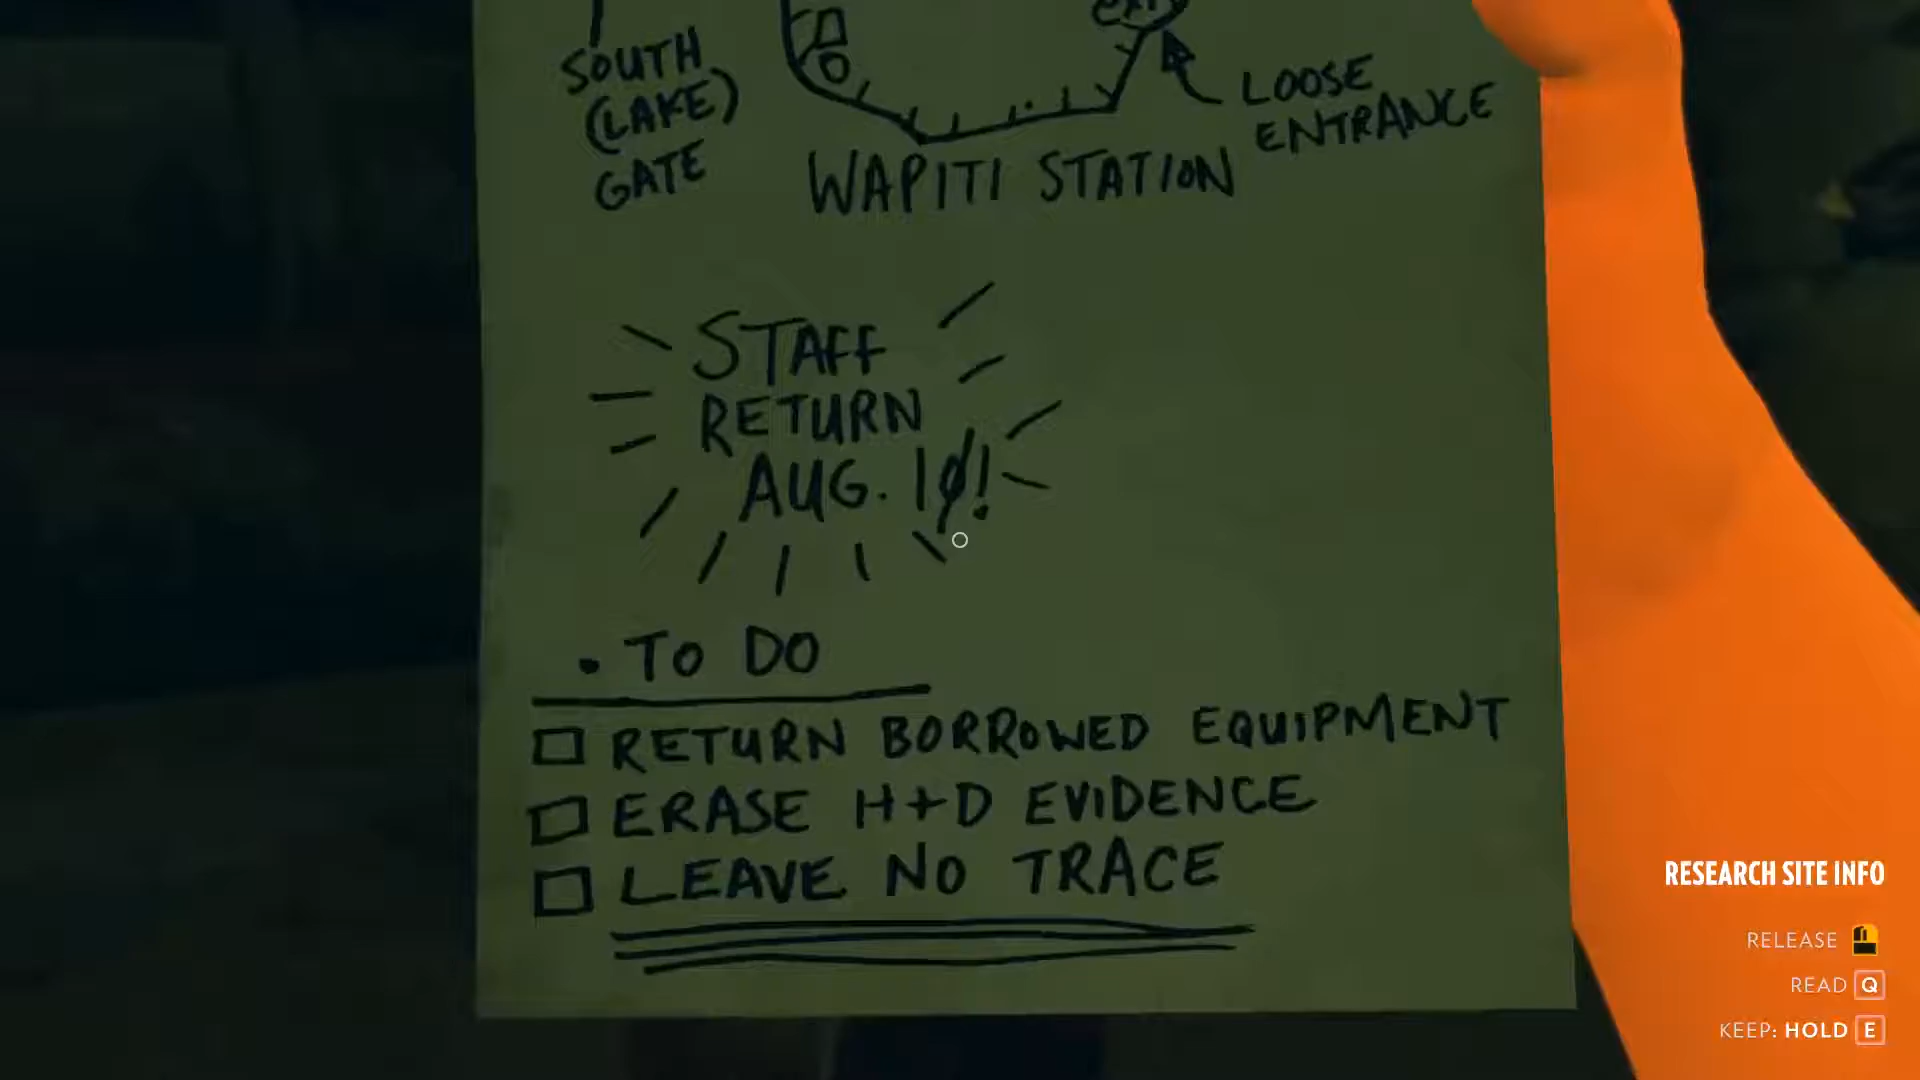 SOUTH
(LAKE)
GATE
LOOSE
ENTRANCE
WAPITI STATION
STAFF
RETURN
AUG. 10!
• TO DO
RETURN BORROWED EQUIPMENT
ERASE H+D EVIDENCE
LEAVE NO TRACE
RESEARCH SITE INFO
RELEASE
READ Q
KEEP: HOLD E